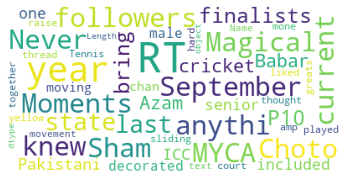 followers
finalists
Never RT Magical
one
bring
male
cricket
raise
Name
mone
Length
Tennis
thread
object
hard
Babar
year
September
current
moving
chan
liked
greats
together
Moments
Azam
senior
P10
thought
yellow
state
last
anythi
amp
played
movement
sliding
dtype
knew
Sham
MYCA
Choto
ICC
text
court
Pakistani
decorated
included